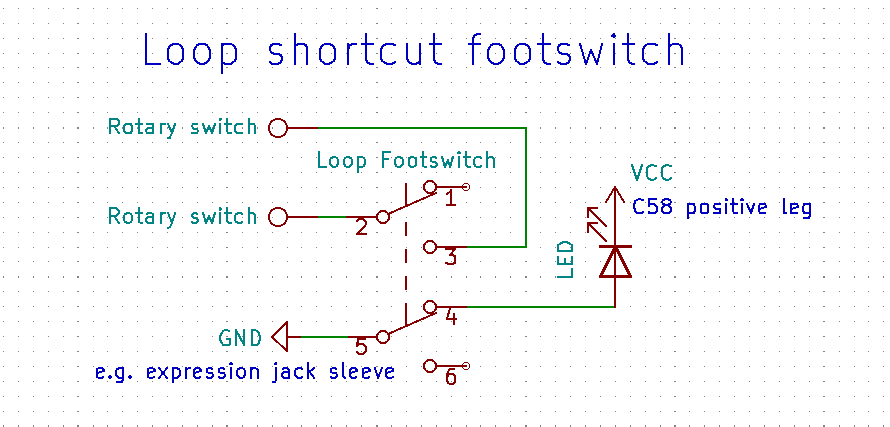 Loop shortcut footswitch
Rotary switch
Loop Footswitch
VCC
1
C58 positive leg
Rotary switch
2
3
LED
4
GND
5
e.g. expression jack sleeve
6